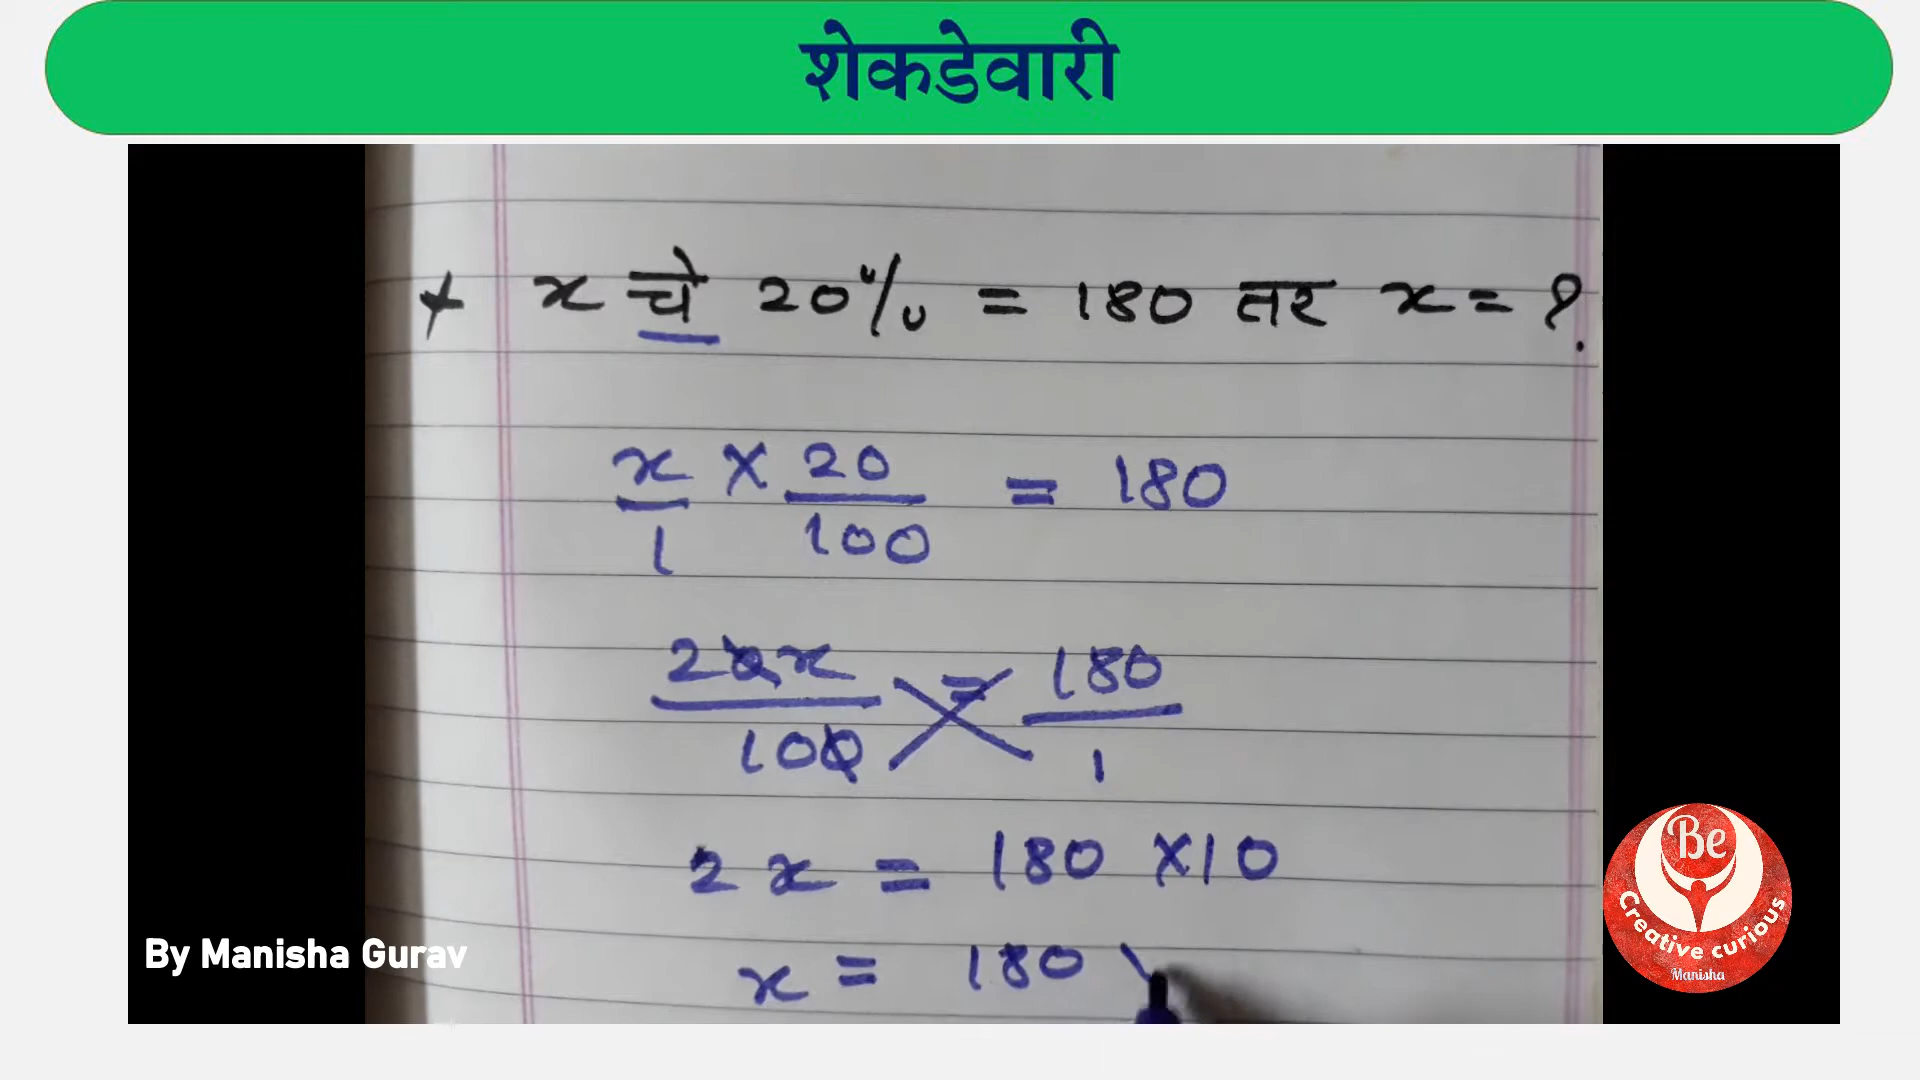 शेकडेवारी
* x चे 20% = 180 तर x = ?
x/1 × 20/100 = 180
20x/100 = 180/1
2x = 180 × 10
x = 180
By Manisha Gurav
Be
Creative curious
Manisha